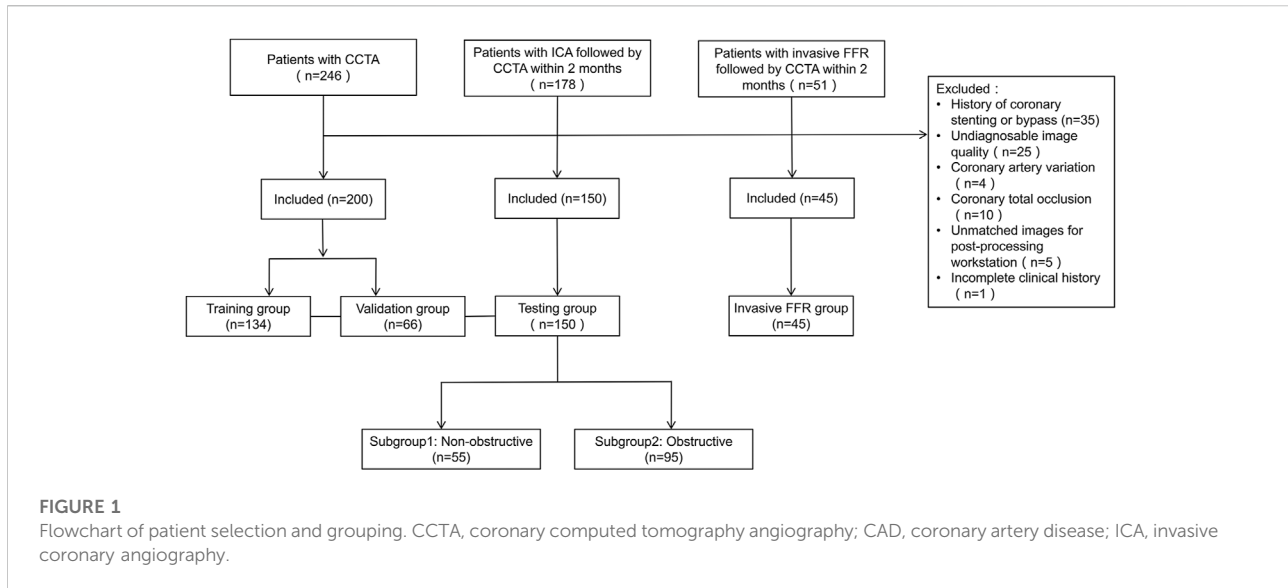 Patients with CCTA
( n=246 )
Patients with ICA followed by
CCTA within 2 months
( n=178 )
Patients with invasive FFR
followed by CCTA within 2
months ( n=51 )
Excluded :
• History of coronary
stenting or bypass (n=35)
• Undiagnosable image
quality ( n=25 )
• Coronary artery variation
( n=4 )
• Coronary total occlusion
( n=10 )
• Unmatched images for
post-processing
workstation ( n=5 )
• Incomplete clinical history
( n=1 )
Included (n=200)
Included (n=150)
Included (n=45)
Training group
(n=134)
Validation group
(n=66)
Testing group
( n=150 )
Invasive FFR group
(n=45)
Subgroup1: Non-obstructive
(n=55)
Subgroup2: Obstructive
(n=95)
FIGURE 1
Flowchart of patient selection and grouping. CCTA, coronary computed tomography angiography; CAD, coronary artery disease; ICA, invasive
coronary angiography.